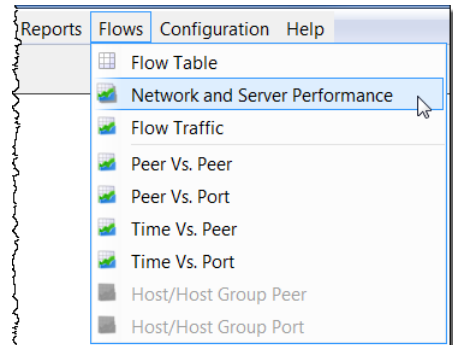 Reports Flows Configuration Help
Flow Table
Network and Server Performance
Flow Traffic
Peer Vs. Peer
Peer Vs. Port
Time Vs. Peer
Time Vs. Port
Host/Host Group Peer
Host/Host Group Port